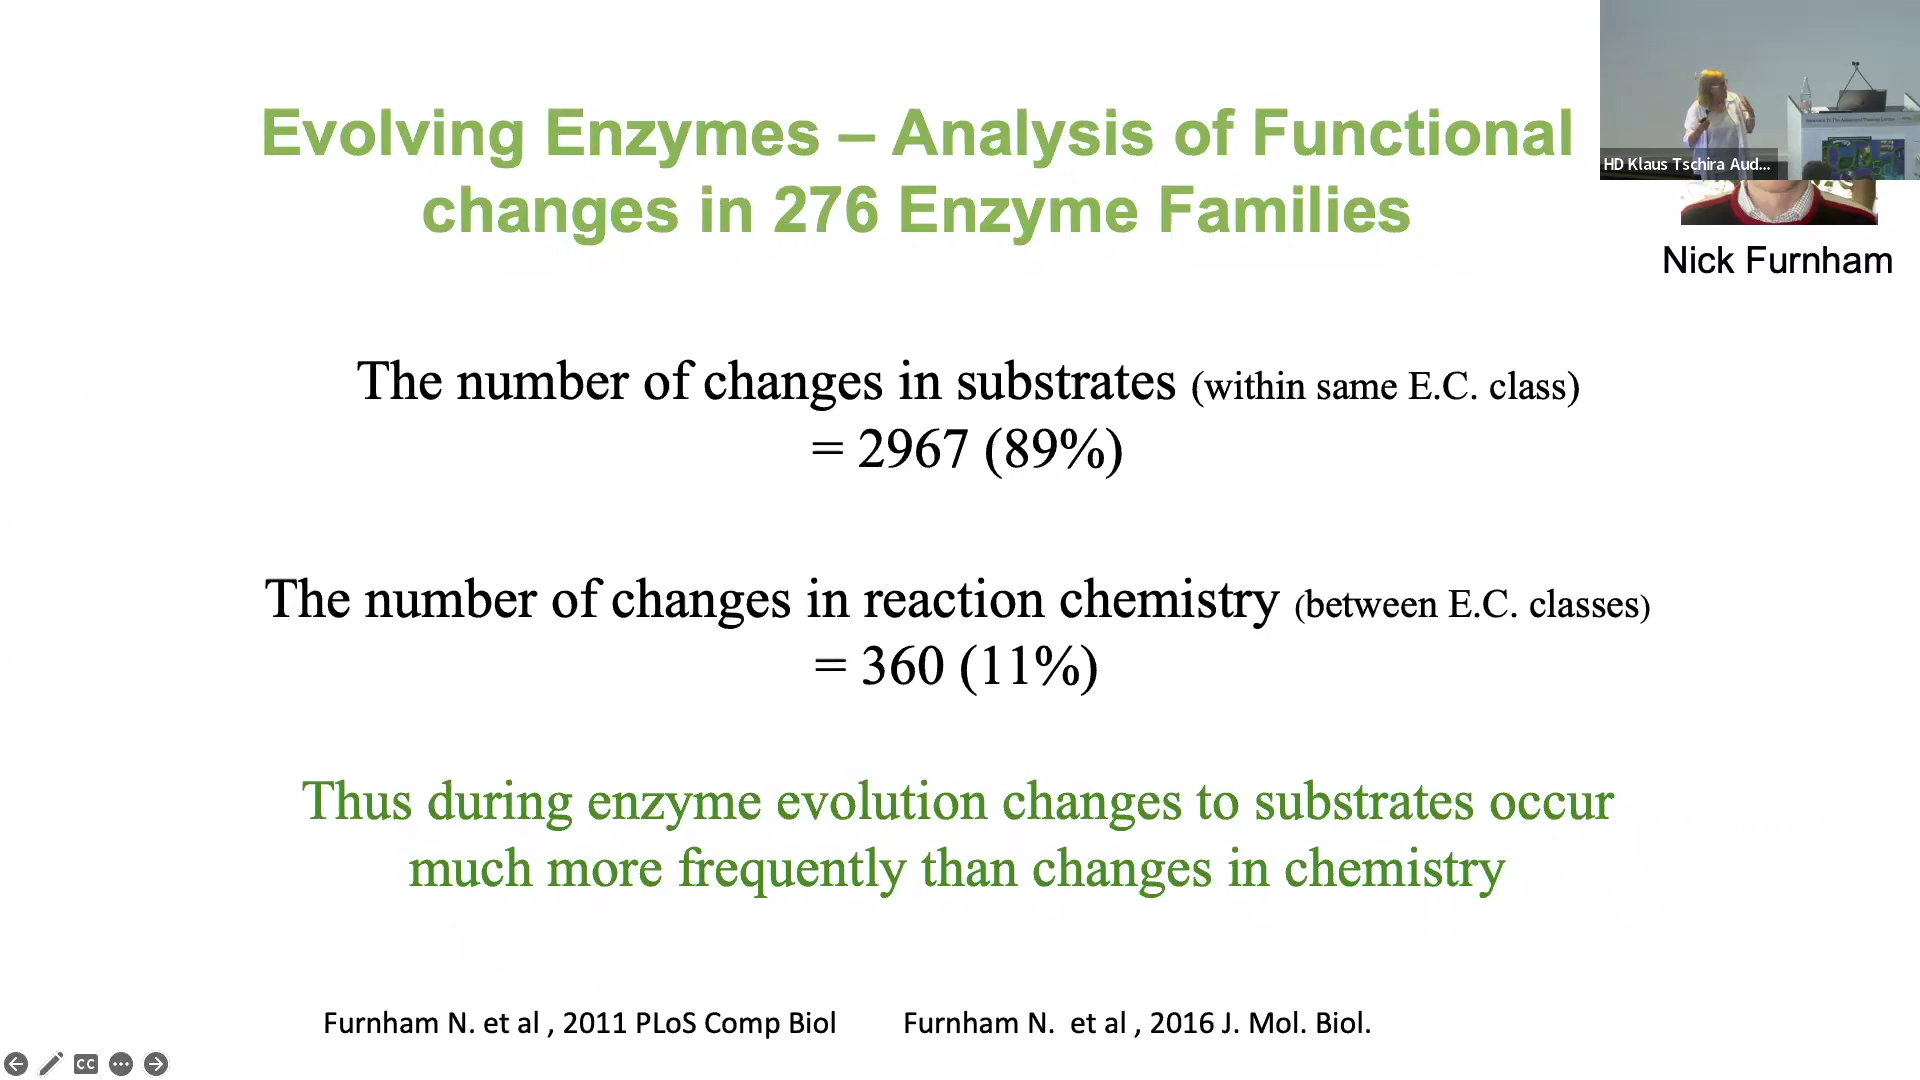 Evolving Enzymes – Analysis of Functional
changes in 276 Enzyme Families
HD Klaus Tschira Aud...
Nick Furnham
The number of changes in substrates (within same E.C. class)
= 2967 (89%)
The number of changes in reaction chemistry (between E.C. classes)
= 360 (11%)
Thus during enzyme evolution changes to substrates occur
much more frequently than changes in chemistry
Furnham N. et al , 2011 PLoS Comp Biol
Furnham N. et al , 2016 J. Mol. Biol.
CC